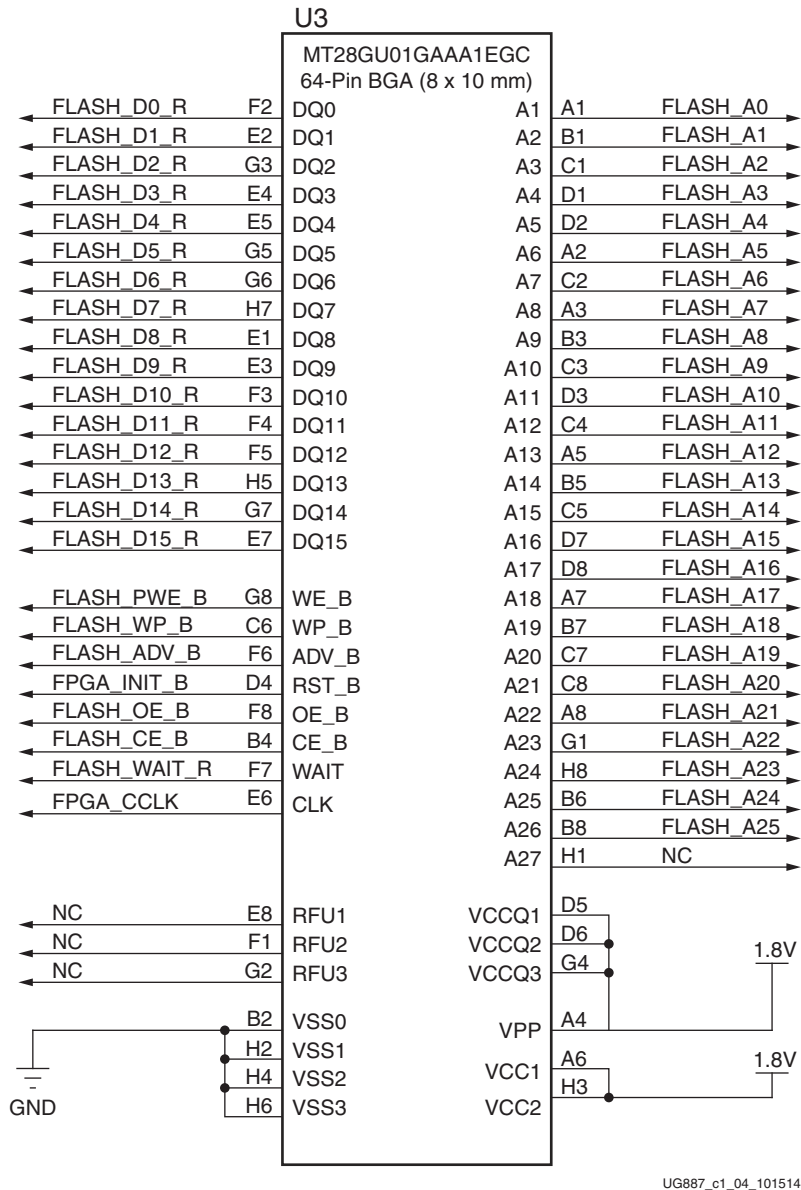 U3
MT28GU01GAAA1EGC
64-Pin BGA (8 x 10 mm)
FLASH_D0_R F2 DQ0 A1 A1 FLASH_A0
FLASH_D1_R E2 DQ1 A2 B1 FLASH_A1
FLASH_D2_R G3 DQ2 A3 C1 FLASH_A2
FLASH_D3_R E4 DQ3 A4 D1 FLASH_A3
FLASH_D4_R E5 DQ4 A5 D2 FLASH_A4
FLASH_D5_R G5 DQ5 A6 A2 FLASH_A5
FLASH_D6_R G6 DQ6 A7 C2 FLASH_A6
FLASH_D7_R H7 DQ7 A8 A3 FLASH_A7
FLASH_D8_R E1 DQ8 A9 B3 FLASH_A8
FLASH_D9_R E3 DQ9 A10 C3 FLASH_A9
FLASH_D10_R F3 DQ10 A11 D3 FLASH_A10
FLASH_D11_R F4 DQ11 A12 C4 FLASH_A11
FLASH_D12_R F5 DQ12 A13 A5 FLASH_A12
FLASH_D13_R H5 DQ13 A14 B5 FLASH_A13
FLASH_D14_R G7 DQ14 A15 C5 FLASH_A14
FLASH_D15_R E7 DQ15 A16 D7 FLASH_A15
A17 D8 FLASH_A16
FLASH_PWE_B G8 WE_B A18 A7 FLASH_A17
FLASH_WP_B C6 WP_B A19 B7 FLASH_A18
FLASH_ADV_B F6 ADV_B A20 C7 FLASH_A19
FPGA_INIT_B D4 RST_B A21 C8 FLASH_A20
FLASH_OE_B F8 OE_B A22 A8 FLASH_A21
FLASH_CE_B B4 CE_B A23 G1 FLASH_A22
FLASH_WAIT_R F7 WAIT A24 H8 FLASH_A23
FPGA_CCLK E6 CLK A25 B6 FLASH_A24
A26 B8 FLASH_A25
A27 H1 NC
NC E8 RFU1 VCCQ1 D5
NC F1 RFU2 VCCQ2 D6 1.8V
NC G2 RFU3 VCCQ3 G4
B2 VSS0 VPP A4
H2 VSS1 VCC1 A6 1.8V
H4 VSS2 VCC2 H3
GND H6 VSS3
UG887_c1_04_101514